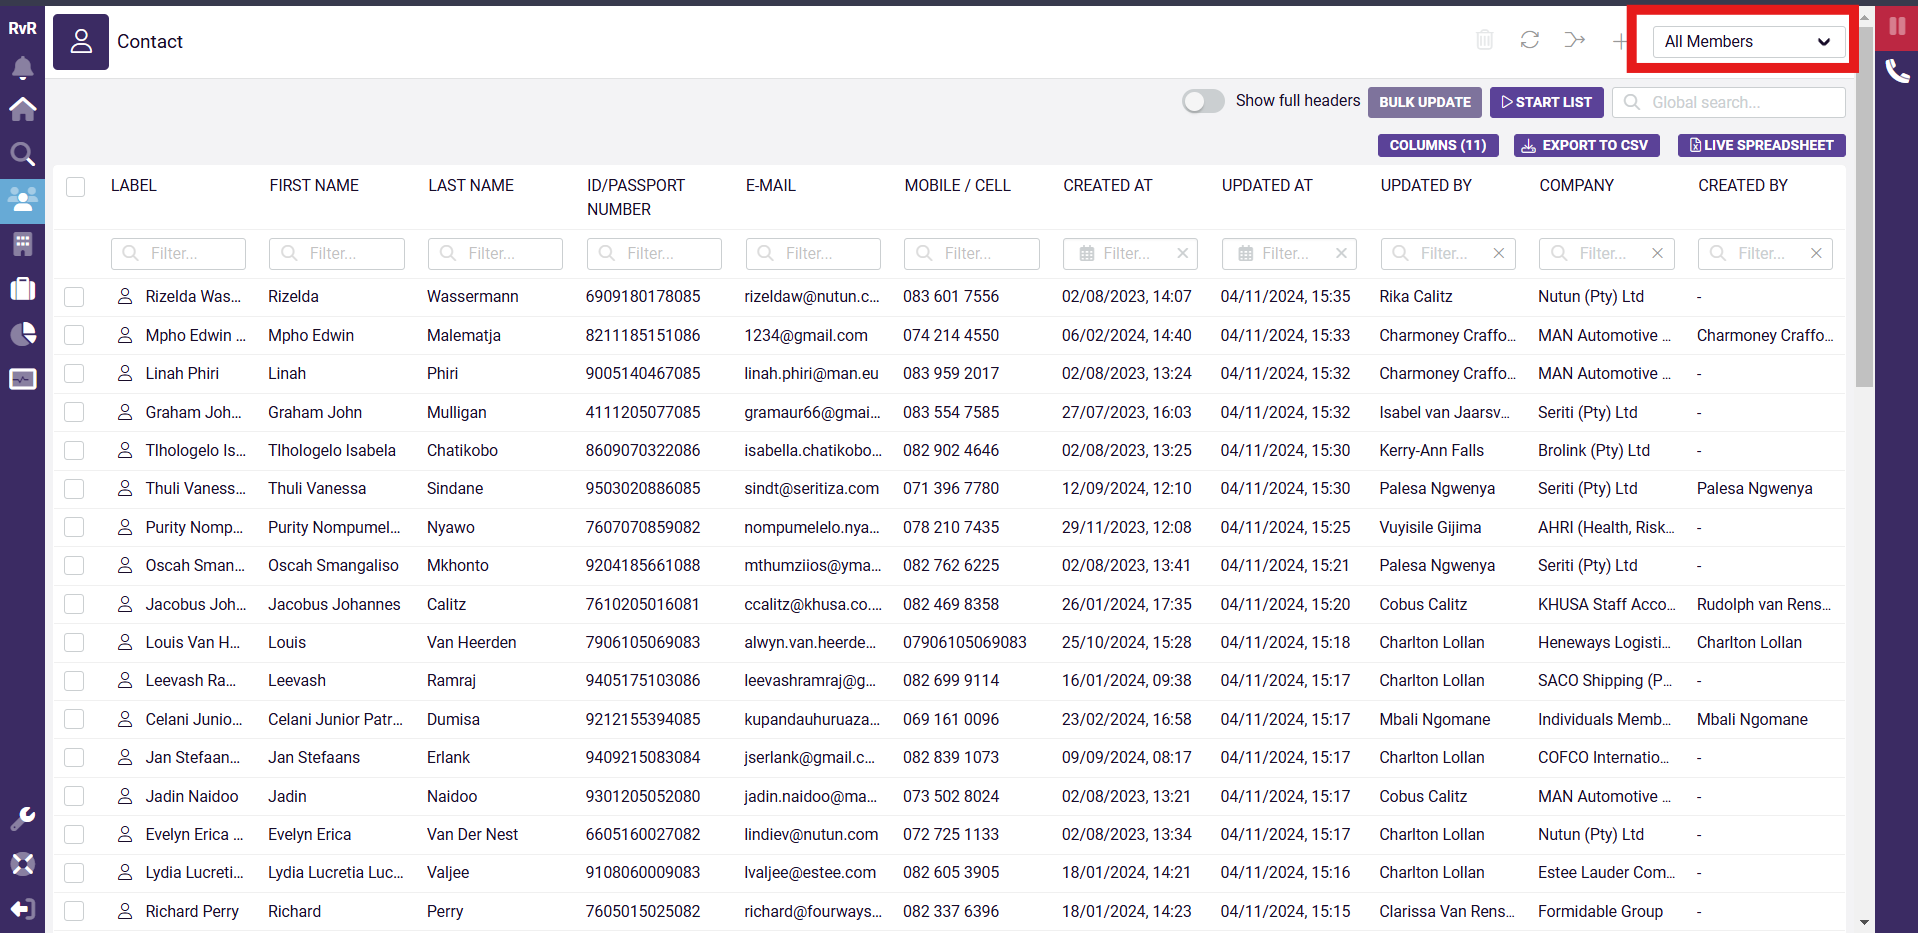 RvR
Contact
All Members
Show full headers
BULK UPDATE
START LIST
Global search...
COLUMNS (11)
EXPORT TO CSV
LIVE SPREADSHEET
LABEL FIRST NAME LAST NAME ID/PASSPORT NUMBER E-MAIL MOBILE / CELL CREATED AT UPDATED AT UPDATED BY COMPANY CREATED BY
Filter... Filter... Filter... Filter... Filter... Filter... Filter... Filter... Filter... Filter... Filter...
Rizelda Was... Rizelda Wassermann 6909180178085 rizeldaw@nutun.c... 083 601 7556 02/08/2023, 14:07 04/11/2024, 15:35 Rika Calitz Nutun (Pty) Ltd -
Mpho Edwin ... Mpho Edwin Malematja 8211185151086 1234@gmail.com 074 214 4550 06/02/2024, 14:40 04/11/2024, 15:33 Charmoney Craffo... MAN Automotive ... Charmoney Craffo...
Linah Phiri Linah Phiri 9005140467085 linah.phiri@man.eu 083 959 2017 02/08/2023, 13:24 04/11/2024, 15:32 Charmoney Craffo... MAN Automotive ... -
Graham Joh... Graham John Mulligan 4111205077085 gramaur66@gmai... 083 554 7585 27/07/2023, 16:03 04/11/2024, 15:32 Isabel van Jaarsv... Seriti (Pty) Ltd -
Tlhologelo Is... Tlhologelo Isabela Chatikobo 8609070322086 isabella.chatikobo... 082 902 4646 02/08/2023, 13:25 04/11/2024, 15:30 Kerry-Ann Falls Brolink (Pty) Ltd -
Thuli Vaness... Thuli Vanessa Sindane 9503020886085 sindt@seritiza.com 071 396 7780 12/09/2024, 12:10 04/11/2024, 15:30 Palesa Ngwenya Seriti (Pty) Ltd Palesa Ngwenya
Purity Nomp... Purity Nompumel... Nyawo 7607070859082 nompumelelo.nya... 078 210 7435 29/11/2023, 12:08 04/11/2024, 15:25 Vuyisile Gijima AHRI (Health, Risk... -
Oscah Sman... Oscah Smangaliso Mkhonto 9204185661088 mthumziios@yma... 082 762 6225 02/08/2023, 13:41 04/11/2024, 15:21 Palesa Ngwenya Seriti (Pty) Ltd -
Jacobus Joh... Jacobus Johannes Calitz 7610205016081 ccalitz@khusa.co.... 082 469 8358 26/01/2024, 17:35 04/11/2024, 15:20 Cobus Calitz KHUSA Staff Acco... Rudolph van Rens...
Louis Van H... Louis Van Heerden 7906105069083 alwyn.van.heerde... 07906105069083 25/10/2024, 15:28 04/11/2024, 15:18 Charlton Lollan Heneways Logisti... Charlton Lollan
Leevash Ra... Leevash Ramraj 9405175103086 leevashramraj@g... 082 699 9114 16/01/2024, 09:38 04/11/2024, 15:17 Charlton Lollan SACO Shipping (P... -
Celani Junio... Celani Junior Patr... Dumisa 9212155394085 kupandauhuruaza... 069 161 0096 23/02/2024, 16:58 04/11/2024, 15:17 Mbali Ngomane Individuals Memb... Mbali Ngomane
Jan Stefaan... Jan Stefaans Erlank 9409215083084 jserlank@gmail.c... 082 839 1073 09/09/2024, 08:17 04/11/2024, 15:17 Charlton Lollan COFCO Internatio... -
Jadin Naidoo Jadin Naidoo 9301205052080 jadin.naidoo@ma... 073 502 8024 02/08/2023, 13:21 04/11/2024, 15:17 Cobus Calitz MAN Automotive ... -
Evelyn Erica ... Evelyn Erica Van Der Nest 6605160027082 lindiev@nutun.com 072 725 1133 02/08/2023, 13:34 04/11/2024, 15:17 Charlton Lollan Nutun (Pty) Ltd -
Lydia Lucreti... Lydia Lucretia Luc... Valjee 9108060009083 lvaljee@estee.com 082 605 3905 18/01/2024, 14:21 04/11/2024, 15:16 Charlton Lollan Estee Lauder Com... -
Richard Perry Richard Perry 7605015025082 richard@fourways... 082 337 6396 18/01/2024, 14:23 04/11/2024, 15:15 Clarissa Van Rens... Formidable Group -